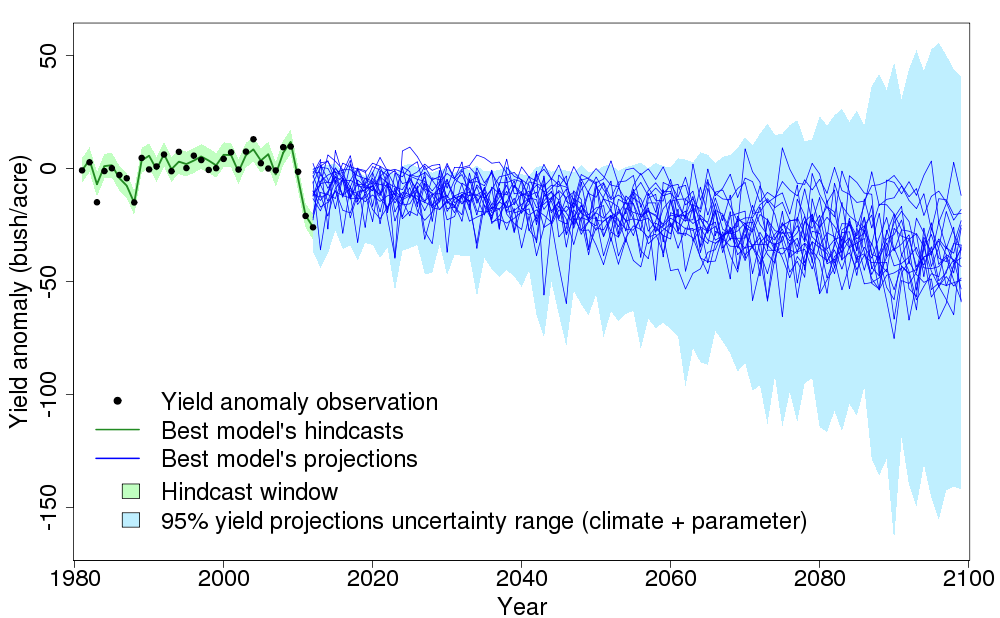 50
0
-50
-100
-150
Yield anomaly (bush/acre)
Yield anomaly observation
Best model's hindcasts
Best model's projections
Hindcast window
95% yield projections uncertainty range (climate + parameter)
1980 2000 2020 2040 2060 2080 2100
Year